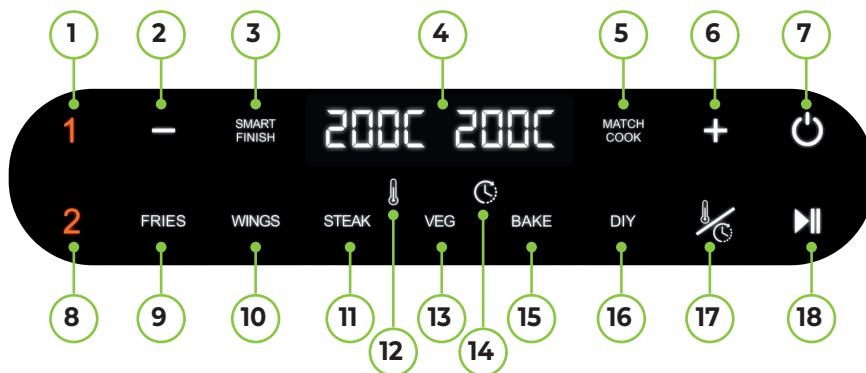 1 2 3 4 5 6 7
1 − SMART FINISH 200C 200C MATCH COOK +
2 FRIES WINGS STEAK VEG BAKE DIY
8 9 10 11 12 13 14 15 16 17 18